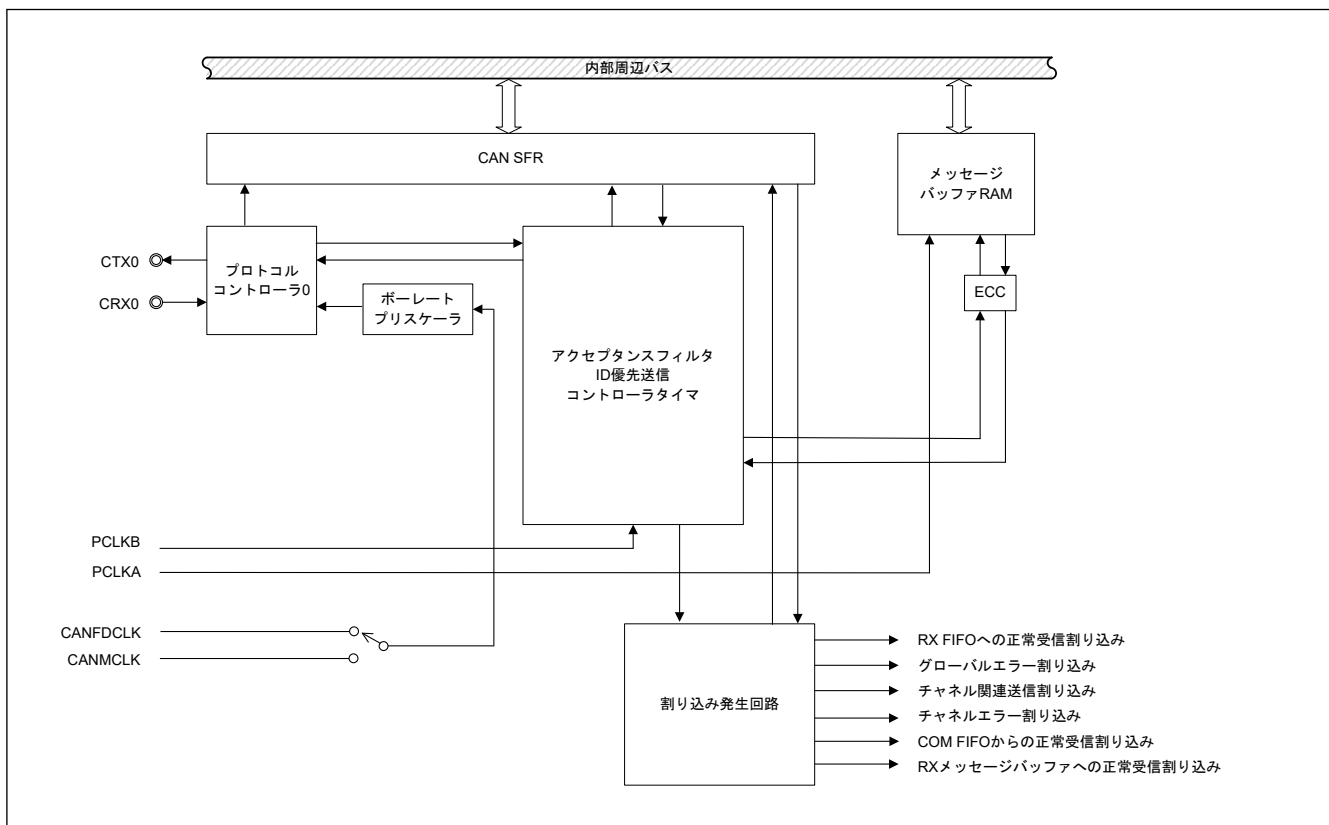 内部周辺バス
CAN SFR
メッセージ
バッファRAM
CTX0
CRX0
プロトコル
コントローラ0
ボーレート
プリスケーラ
ECC
アクセプタンスフィルタ
ID優先送信
コントローラタイマ
PCLKB
PCLKA
CANFDCLK
CANMCLK
割り込み発生回路
RX FIFOへの正常受信割り込み
グローバルエラー割り込み
チャネル関連送信割り込み
チャネルエラー割り込み
COM FIFOからの正常受信割り込み
RXメッセージバッファへの正常受信割り込み